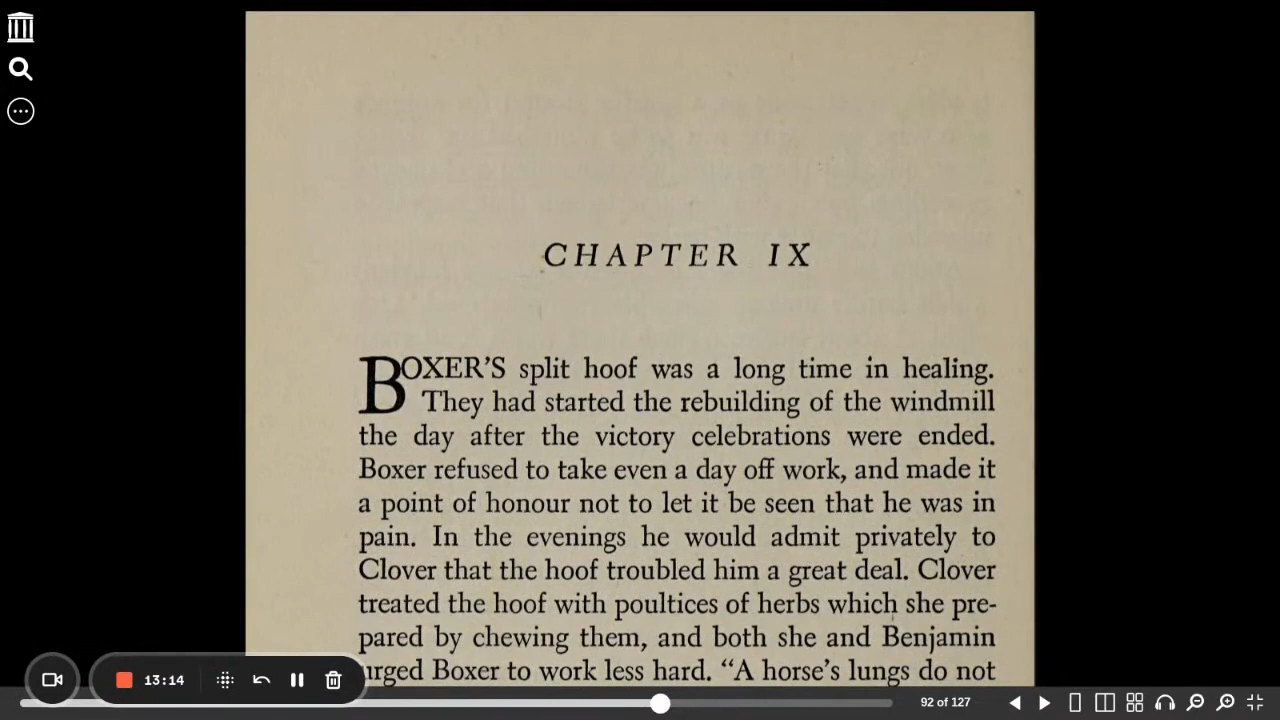 CHAPTER IX
BOXER'S split hoof was a long time in healing.
They had started the rebuilding of the windmill
the day after the victory celebrations were ended.
Boxer refused to take even a day off work, and made it
a point of honour not to let it be seen that he was in
pain. In the evenings he would admit privately to
Clover that the hoof troubled him a great deal. Clover
treated the hoof with poultices of herbs which she pre-
pared by chewing them, and both she and Benjamin
urged Boxer to work less hard. “A horse's lungs do not
13:14
92 of 127